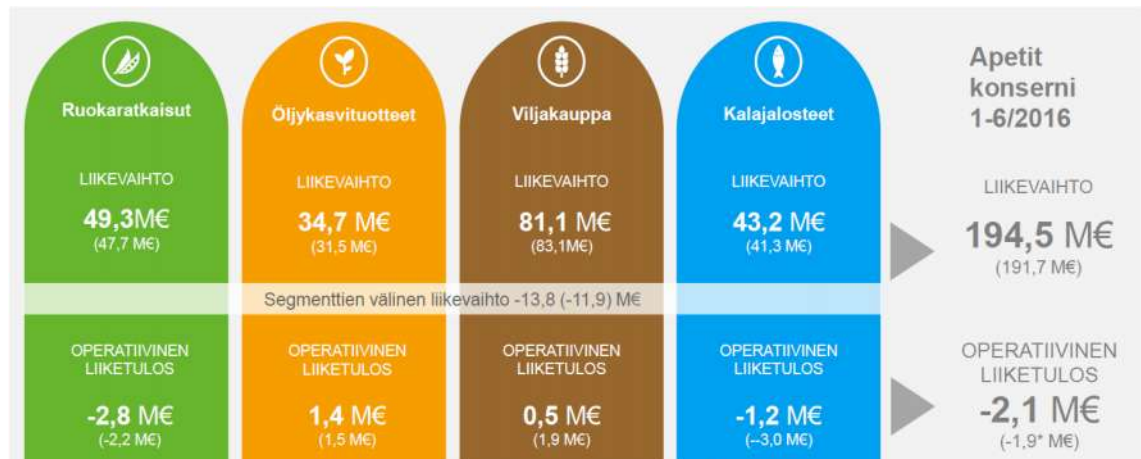 Ruokaratkaisut
LIIKEVAIHTO
49,3M€
(47,7 M€)
Öljykasvituotteet
LIIKEVAIHTO
34,7 M€
(31,5 M€)
Viljakauppa
LIIKEVAIHTO
81,1 M€
(83,1M€)
Kalajalosteet
LIIKEVAIHTO
43,2 M€
(41,3 M€)
Apetit
konserni
1-6/2016
LIIKEVAIHTO
194,5 M€
(191,7 M€)
Segmenttien välinen liikevaihto -13,8 (-11,9) M€
OPERATIIVINEN
LIIKETULOS
-2,8 M€
(-2,2 M€)
OPERATIIVINEN
LIIKETULOS
1,4 M€
(1,5 M€)
OPERATIIVINEN
LIIKETULOS
0,5 M€
(1,9 M€)
OPERATIIVINEN
LIIKETULOS
-1,2 M€
(--3,0 M€)
OPERATIIVINEN
LIIKETULOS
-2,1 M€
(-1,9* M€)